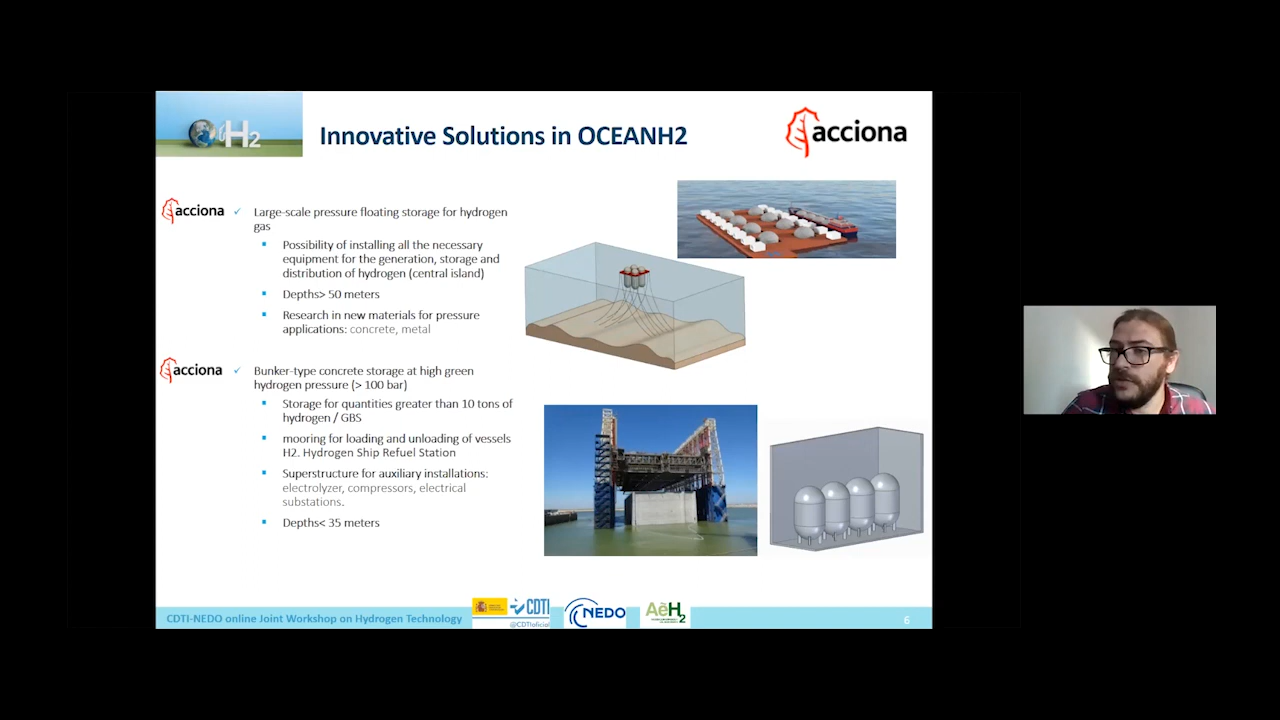 H2
Innovative Solutions in OCEANH2
acciona
acciona
✓ Large-scale pressure floating storage for hydrogen
gas
▪ Possibility of installing all the necessary
equipment for the generation, storage and
distribution of hydrogen (central island)
▪ Depths> 50 meters
▪ Research in new materials for pressure
applications: concrete, metal
acciona
✓ Bunker-type concrete storage at high green
hydrogen pressure (> 100 bar)
▪ Storage for quantities greater than 10 tons of
hydrogen / GBS
▪ mooring for loading and unloading of vessels
H2. Hydrogen Ship Refuel Station
▪ Superstructure for auxiliary installations:
electrolyzer, compressors, electrical
substations.
▪ Depths< 35 meters
CDTI-NEDO online Joint Workshop on Hydrogen Technology
CDTI
@CDTIoficial
NEDO
AeH2
6